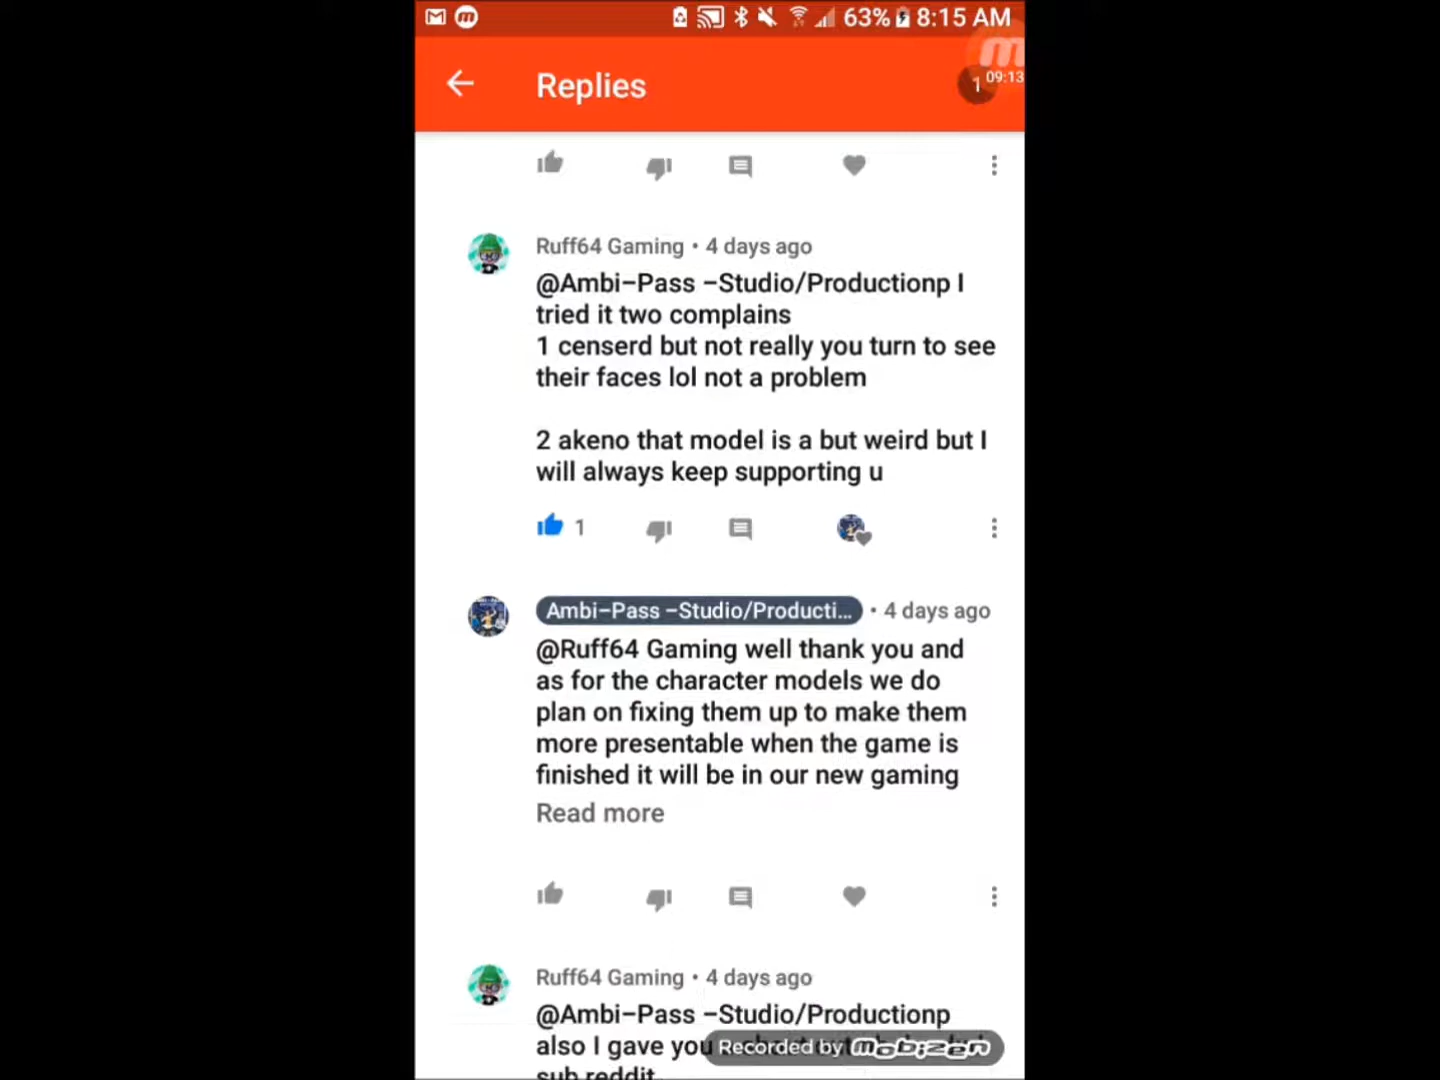 63% 8:15 AM
Replies
1 09:13
Ruff64 Gaming • 4 days ago
@Ambi–Pass –Studio/Productionp I
tried it two complains
1 censerd but not really you turn to see
their faces lol not a problem
2 akeno that model is a but weird but I
will always keep supporting u
1
Ambi–Pass –Studio/Producti... • 4 days ago
@Ruff64 Gaming well thank you and
as for the character models we do
plan on fixing them up to make them
more presentable when the game is
finished it will be in our new gaming
Read more
Ruff64 Gaming • 4 days ago
@Ambi–Pass –Studio/Productionp
also I gave you
Recorded by mobizen
sub reddit